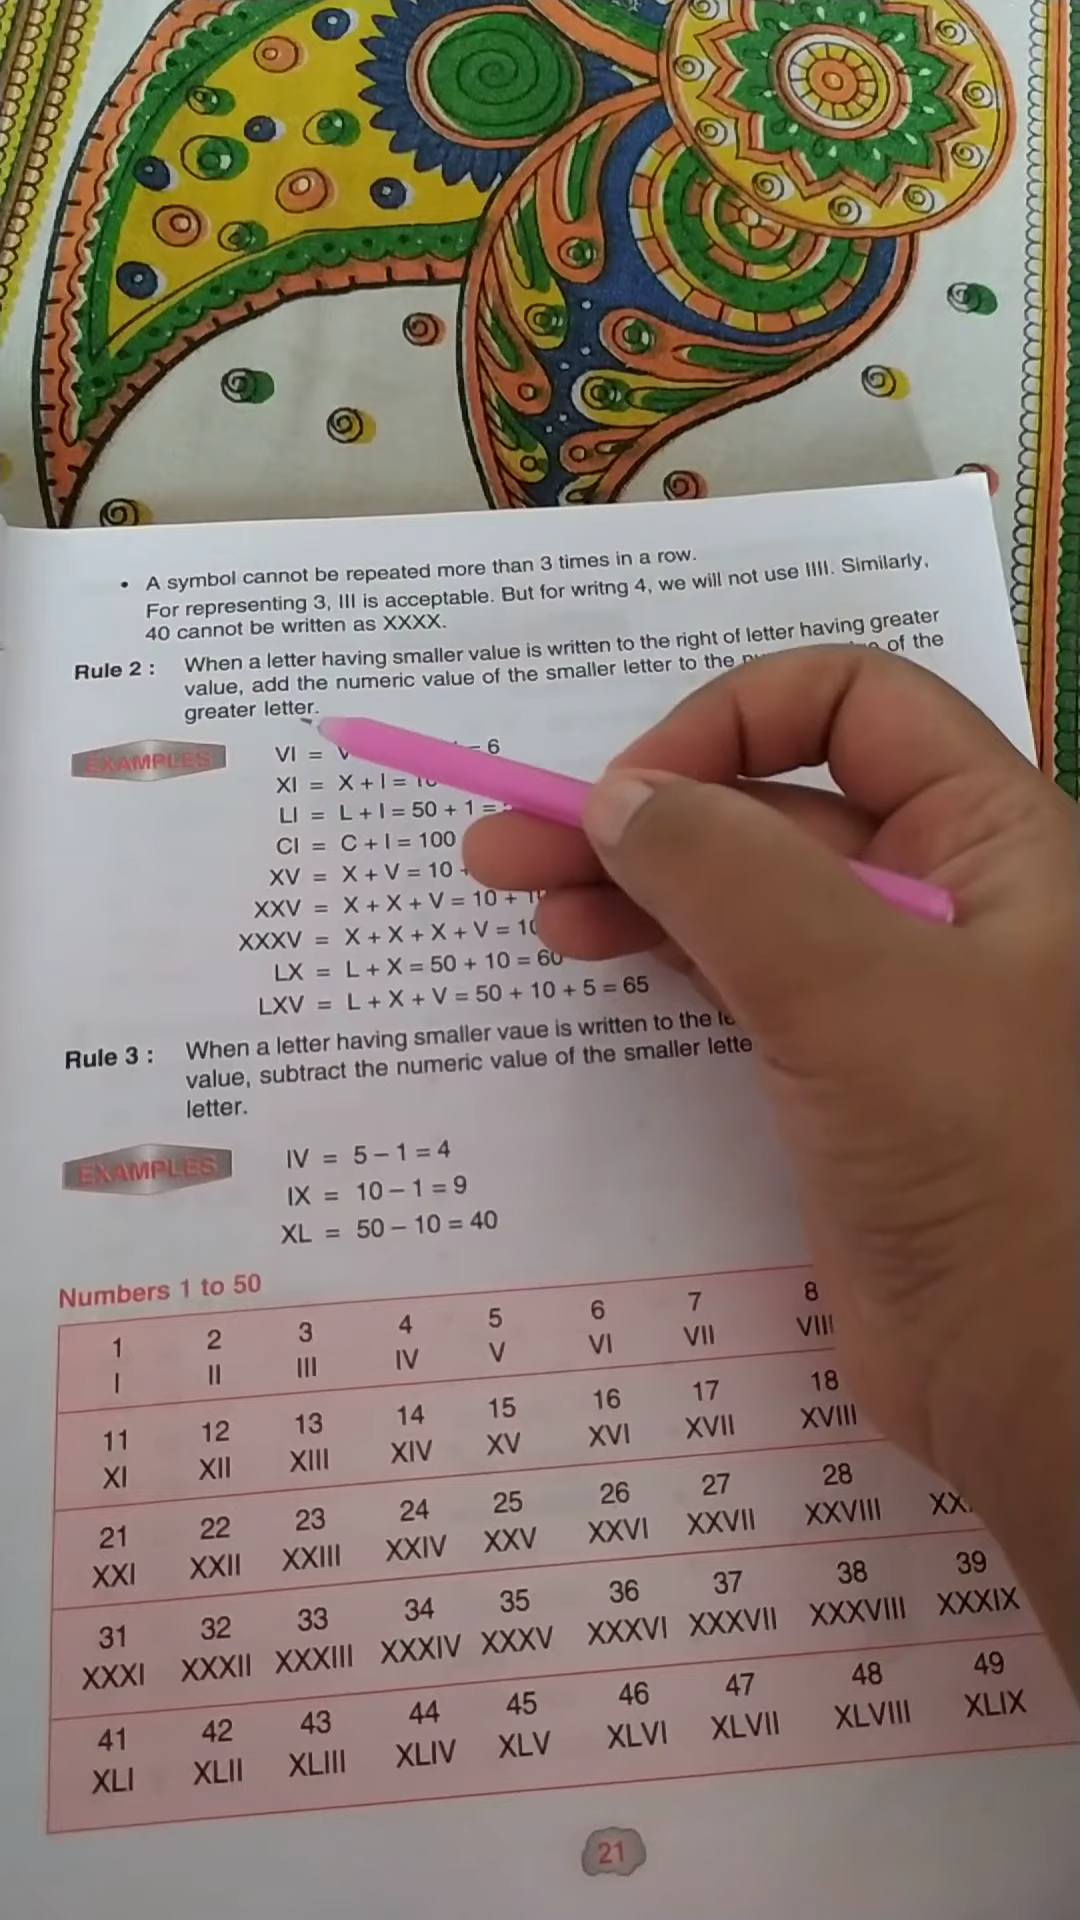 • A symbol cannot be repeated more than 3 times in a row.
For representing 3, III is acceptable. But for writng 4, we will not use IIII. Similarly,
40 cannot be written as XXXX.
Rule 2 : When a letter having smaller value is written to the right of letter having greater
value, add the numeric value of the smaller letter to the of the
greater letter.
EXAMPLES
VI = 6
XI = X + I = 10
LI = L + I = 50 + 1 =
CI = C + I = 100
XV = X + V = 10 +
XXV = X + X + V = 10 + 10
XXXV = X + X + X + V = 10
LX = L + X = 50 + 10 = 60
LXV = L + X + V = 50 + 10 + 5 = 65
Rule 3 : When a letter having smaller vaue is written to the
value, subtract the numeric value of the smaller
letter.
EXAMPLES
IV = 5 – 1 = 4
IX = 10 – 1 = 9
XL = 50 – 10 = 40
Numbers 1 to 50
1 2 3 4 5 6 7 8
I II III IV V VI VII VIII
11 12 13 14 15 16 17 18
XI XII XIII XIV XV XVI XVII XVIII
21 22 23 24 25 26 27 28
XXI XXII XXIII XXIV XXV XXVI XXVII XXVIII
31 32 33 34 35 36 37 38 39
XXXI XXXII XXXIII XXXIV XXXV XXXVI XXXVII XXXVIII XXXIX
41 42 43 44 45 46 47 48 49
XLI XLII XLIII XLIV XLV XLVI XLVII XLVIII XLIX
21